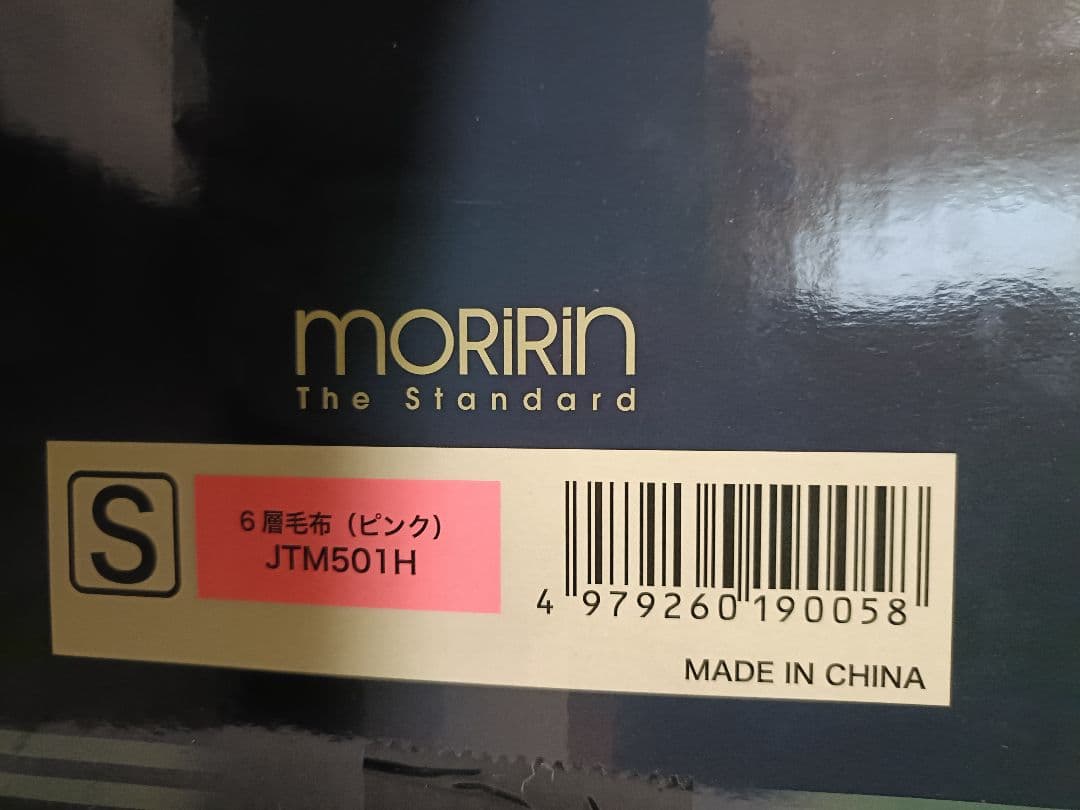 moRiRin
The Standard
S
6層毛布（ピンク）
JTM501H
4 979260 190058
MADE IN CHINA